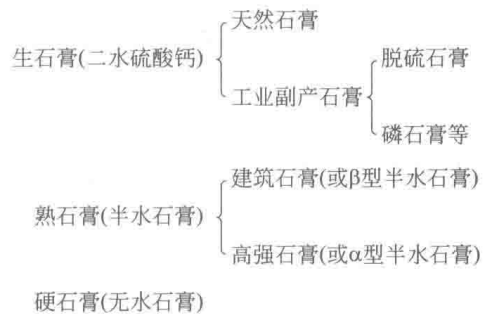 天然石膏
生石膏(二水硫酸钙)
脱硫石膏
工业副产石膏
磷石膏等
建筑石膏(或β型半水石膏)
熟石膏(半水石膏)
高强石膏(或α型半水石膏)
硬石膏(无水石膏)